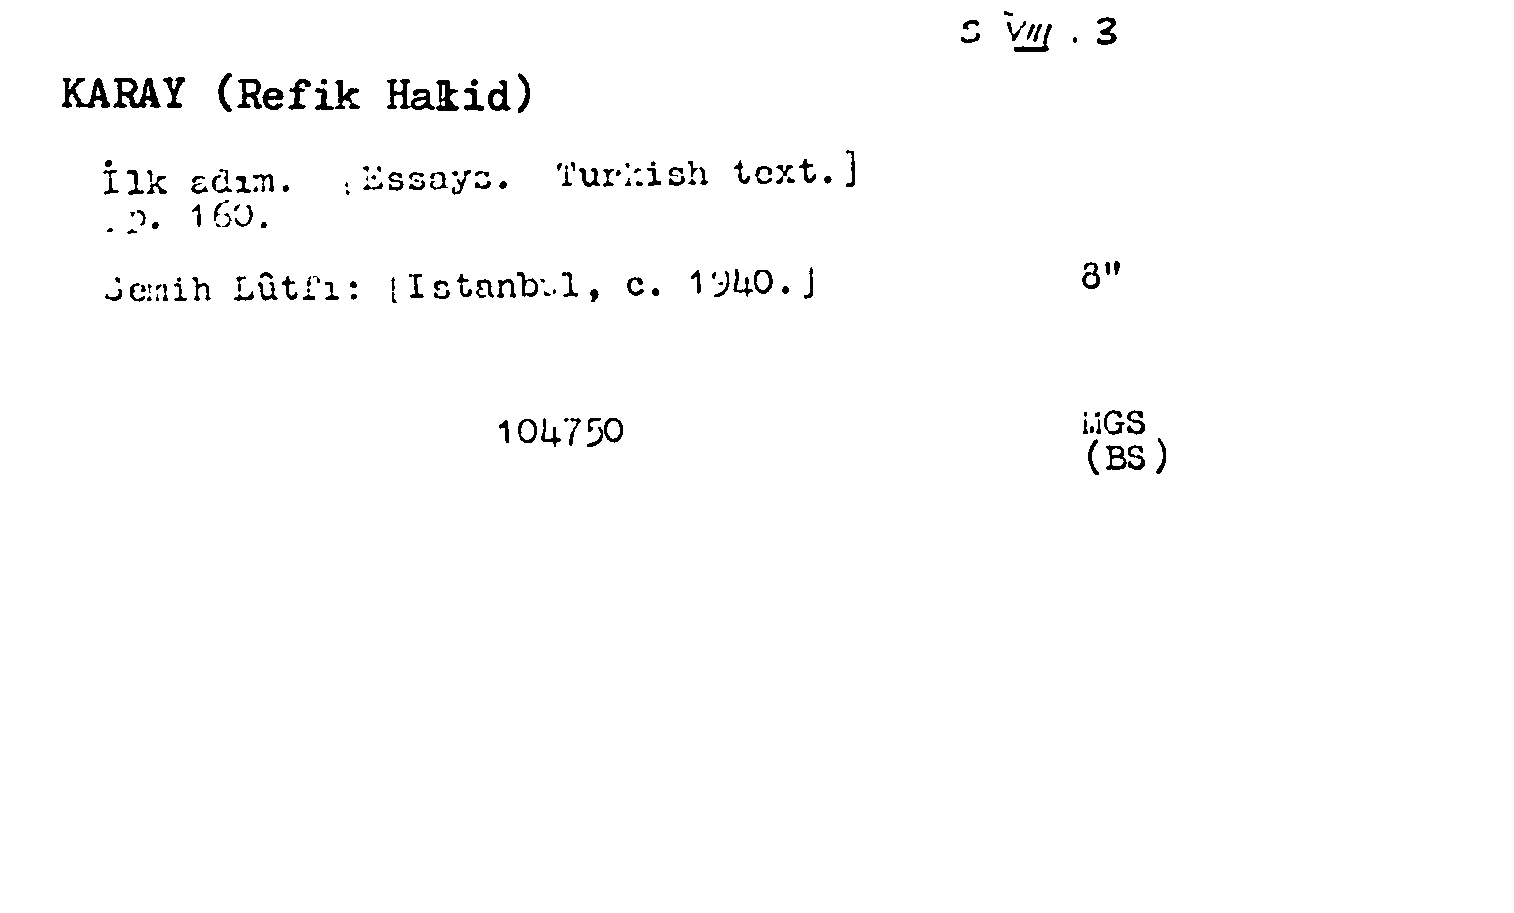 S VIII . 3
KARAY (Refik Halid)
İlk adım. [Essays. Turkish text.]
pp. 160.
Semih Lûtfı: [Istanbul, c. 1940.] 8"
104750 MGS
(BS)